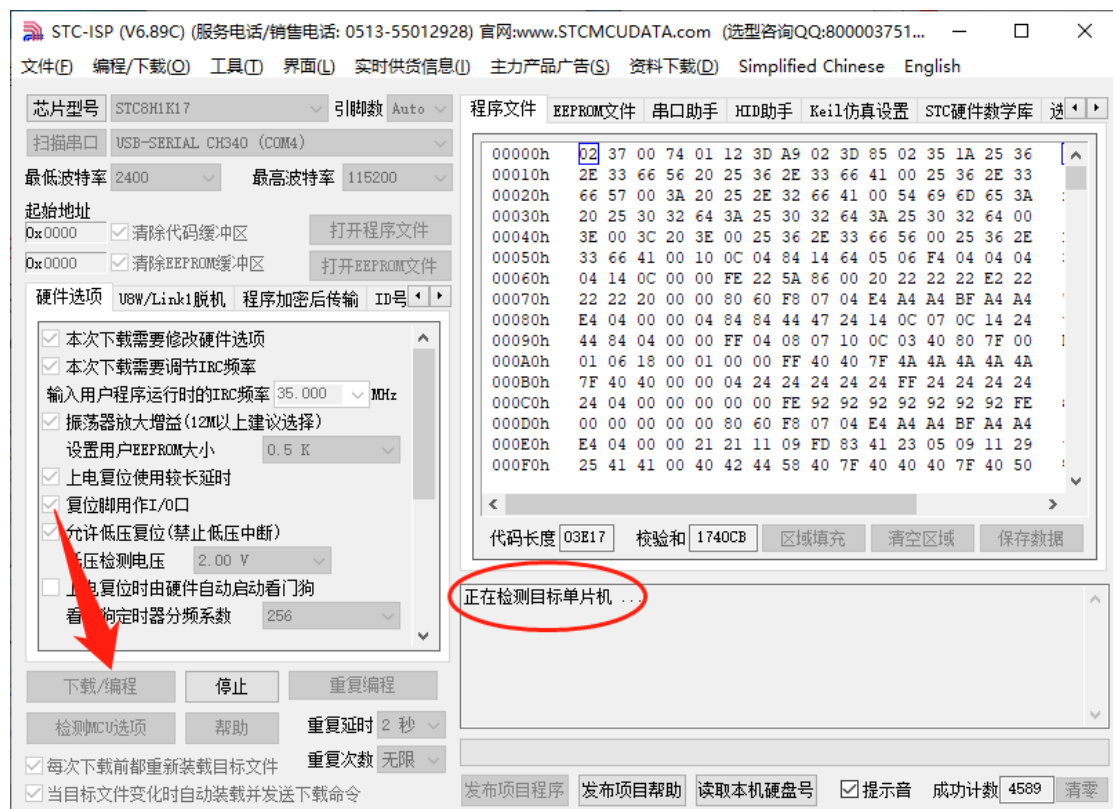 STC-ISP (V6.89C) (服务电话/销售电话: 0513-55012928) 官网:www.STCMCUDATA.com (选型咨询QQ:800003751...
文件(F) 编程/下载(O) 工具(T) 界面(L) 实时供货信息(I) 主力产品广告(S) 资料下载(D) Simplified Chinese English
芯片型号 STC8H1K17 引脚数 Auto
扫描串口 USB-SERIAL CH340 (COM4)
最低波特率 2400 最高波特率 115200
起始地址
0x0000 清除代码缓冲区 打开程序文件
0x0000 清除EEPROM缓冲区 打开EEPROM文件
硬件选项 U8W/Link1脱机 程序加密后传输 ID号
本次下载需要修改硬件选项
本次下载需要调节IRC频率
输入用户程序运行时的IRC频率 35.000 MHz
振荡器放大增益(12M以上建议选择)
设置用户EEPROM大小 0.5 K
上电复位使用较长延时
复位脚用作I/O口
允许低压复位(禁止低压中断)
低压检测电压 2.00 V
上电复位时由硬件自动启动看门狗
看门狗定时器分频系数 256
下载/编程 停止 重复编程
检测MCU选项 帮助 重复延时 2 秒
重复次数 无限
每次下载前都重新装载目标文件
当目标文件变化时自动装载并发送下载命令
程序文件 EEPROM文件 串口助手 HID助手 Keil仿真设置 STC硬件数学库 选
00000h 02 37 00 74 01 12 3D A9 02 3D 85 02 35 1A 25 36
00010h 2E 33 66 56 20 25 36 2E 33 66 41 00 25 36 2E 33
00020h 66 57 00 3A 20 25 2E 32 66 41 00 54 69 6D 65 3A
00030h 20 25 30 32 64 3A 25 30 32 64 3A 25 30 32 64 00
00040h 3E 00 3C 20 3E 00 25 36 2E 33 66 56 00 25 36 2E
00050h 33 66 41 00 10 0C 04 84 14 64 05 06 F4 04 04 04
00060h 04 14 0C 00 00 FE 22 5A 86 00 20 22 22 22 E2 22
00070h 22 22 20 00 00 80 60 F8 07 04 E4 A4 A4 BF A4 A4
00080h E4 04 00 00 04 84 84 44 47 24 14 0C 07 0C 14 24
00090h 44 84 04 00 00 FF 04 08 07 10 0C 03 40 80 7F 00
000A0h 01 06 18 00 01 00 00 FF 40 40 7F 4A 4A 4A 4A 4A
000B0h 7F 40 40 00 00 04 24 24 24 24 24 FF 24 24 24 24
000C0h 24 04 00 00 00 00 00 FE 92 92 92 92 92 92 92 FE
000D0h 00 00 00 00 00 80 60 F8 07 04 E4 A4 A4 BF A4 A4
000E0h E4 04 00 00 21 21 11 09 FD 83 41 23 05 09 11 29
000F0h 25 41 41 00 40 42 44 58 40 7F 40 40 40 7F 40 50
代码长度 03E17 校验和 1740CB 区域填充 清空区域 保存数据
正在检测目标单片机 ...
发布项目程序 发布项目帮助 读取本机硬盘号 提示音 成功计数 4589 清零